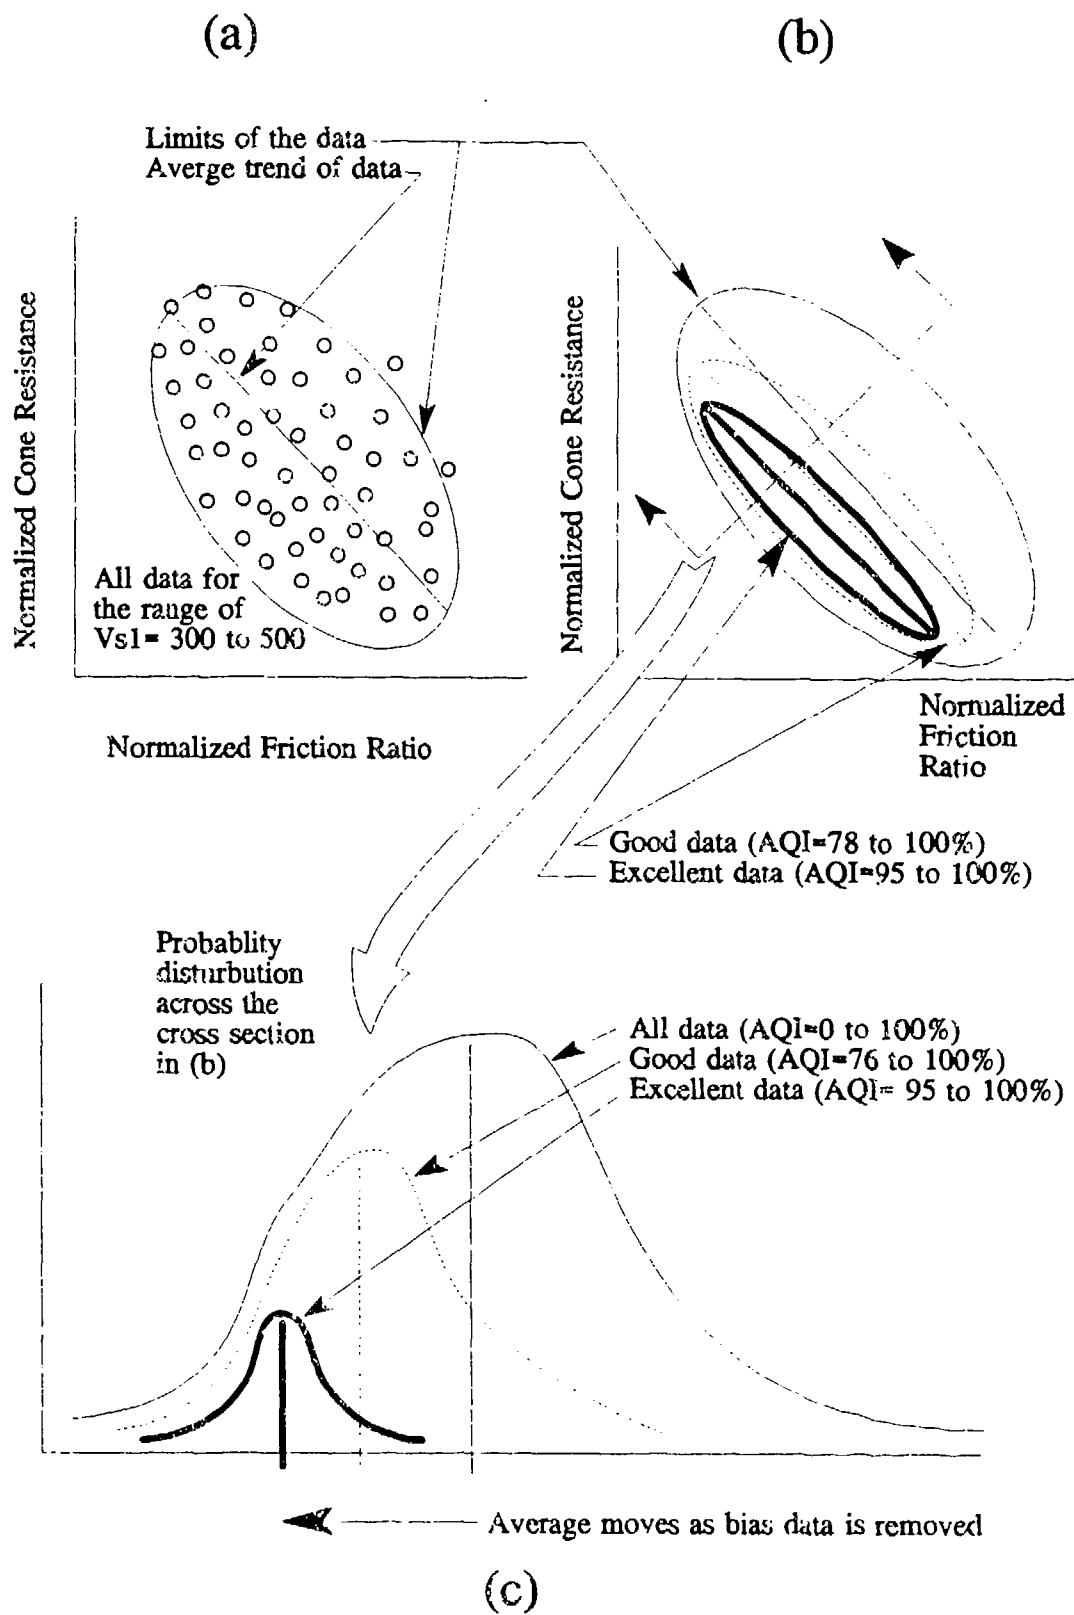 (a)
(b)
Limits of the data
Averge trend of data
Normalized Cone Resistance
All data for
the range of
Vs1= 300 to 500
Normalized Friction Ratio
Normalized Cone Resistance
Normalized
Friction
Ratio
Good data (AQI=78 to 100%)
Excellent data (AQI=95 to 100%)
Probablity
disturbution
across the
cross section
in (b)
All data (AQI=0 to 100%)
Good data (AQI=76 to 100%)
Excellent data (AQI= 95 to 100%)
Average moves as bias data is removed
(c)